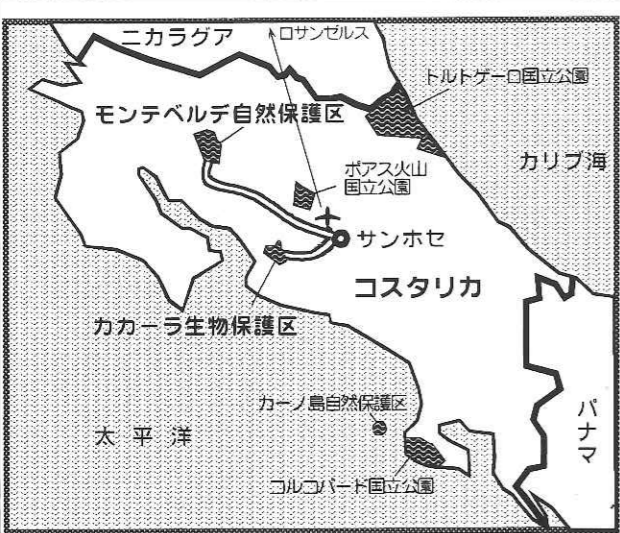 ニカラグア
ロサンゼルス
トルトゲーロ国立公園
モンテベルデ自然保護区
カリブ海
ポアス火山
国立公園
サンホセ
コスタリカ
カカーラ生物保護区
カーノ島自然保護区
太平洋
パナマ
コルコバード国立公園